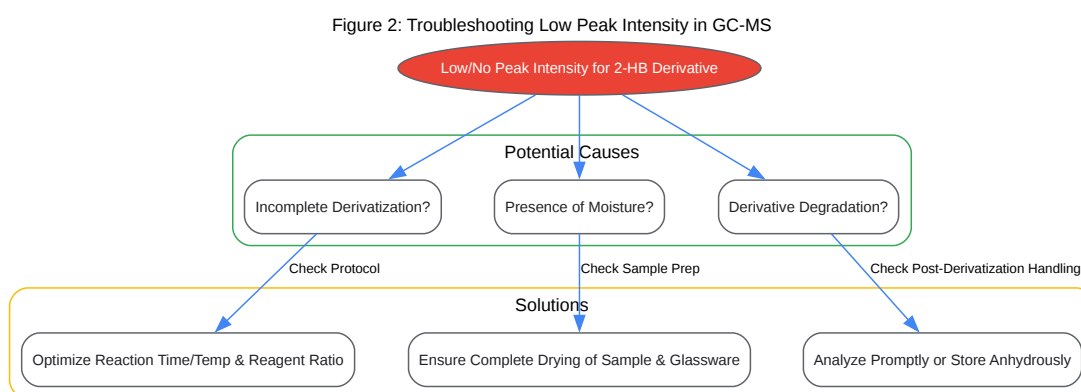 Figure 2: Troubleshooting Low Peak Intensity in GC-MS
Low/No Peak Intensity for 2-HB Derivative
Potential Causes
Incomplete Derivatization?
Presence of Moisture?
Derivative Degradation?
Check Protocol
Check Sample Prep
Check Post-Derivatization Handling
Solutions
Optimize Reaction Time/Temp & Reagent Ratio
Ensure Complete Drying of Sample & Glassware
Analyze Promptly or Store Anhydrously